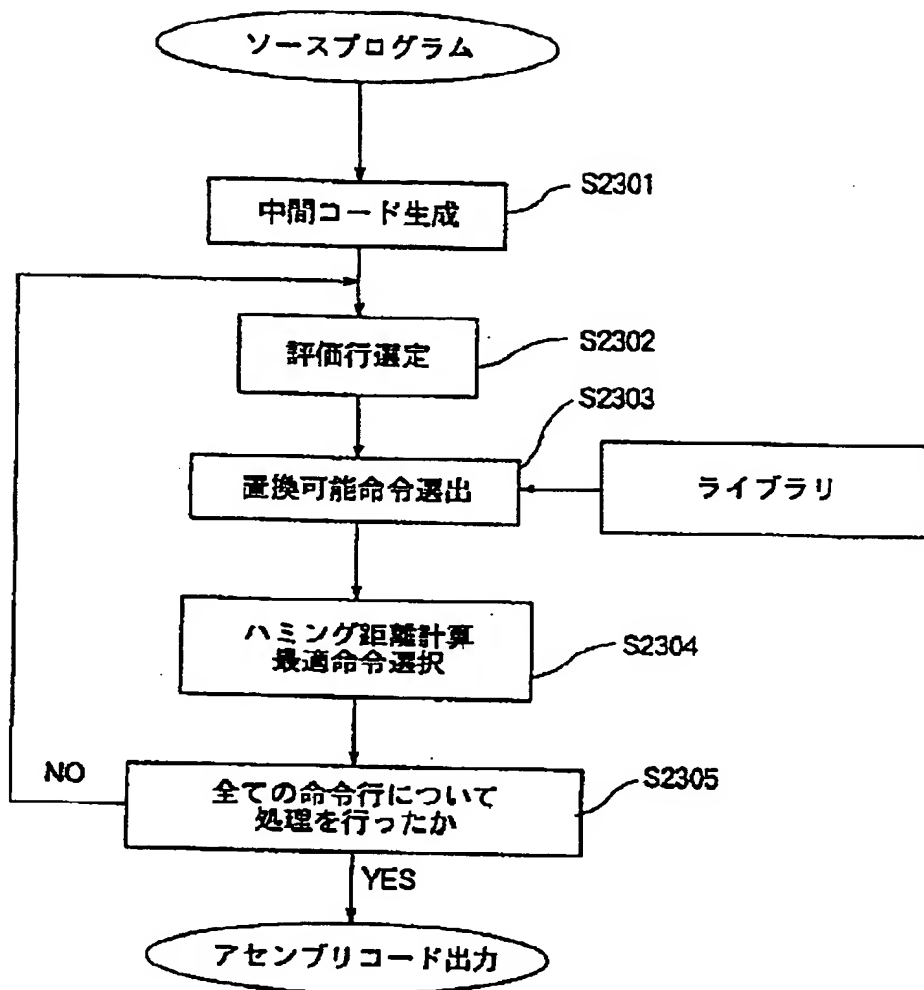 ソースプログラム
S2301
中間コード生成
S2302
評価行選定
S2303
置換可能命令選出
ライブラリ
ハミング距離計算
最適命令選択
S2304
NO
全ての命令行について
処理を行ったか
S2305
YES
アセンブリコード出力